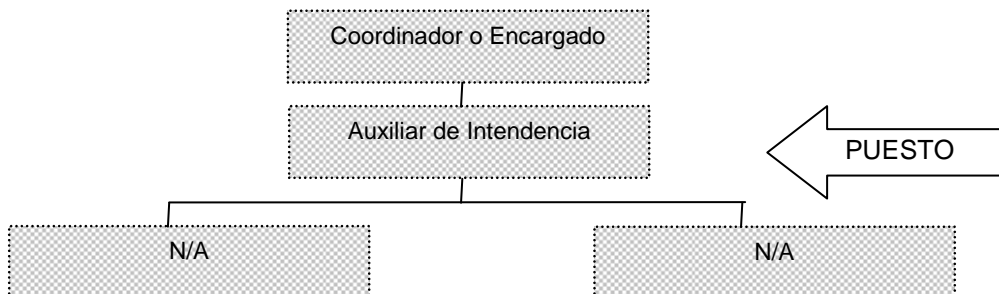 Coordinador o Encargado
Auxiliar de Intendencia
PUESTO
N/A
N/A